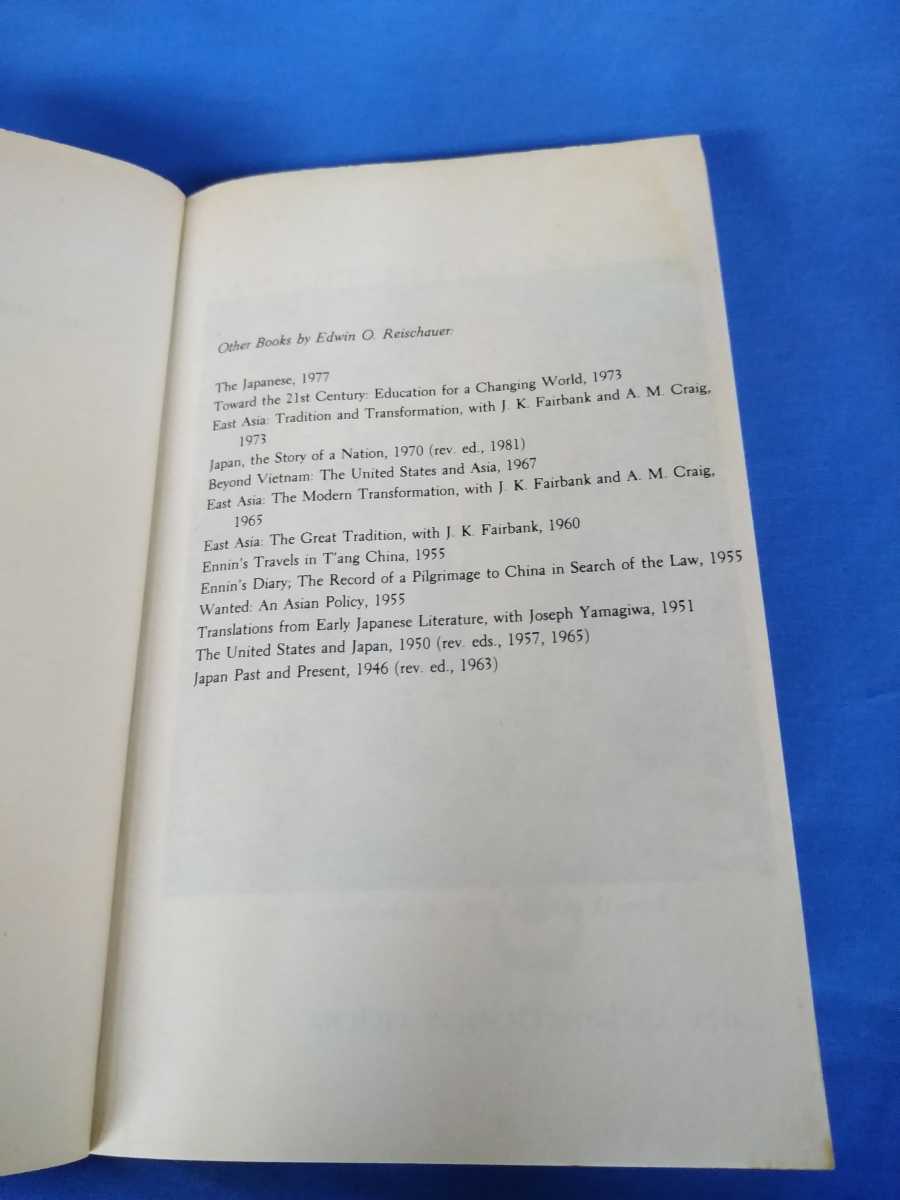 Other Books by Edwin O. Reischauer:
The Japanese, 1977
Toward the 21st Century: Education for a Changing World, 1973
East Asia: Tradition and Transformation, with J. K. Fairbank and A. M. Craig,
1973
Japan, the Story of a Nation, 1970 (rev. ed., 1981)
Beyond Vietnam: The United States and Asia, 1967
East Asia: The Modern Transformation, with J. K. Fairbank and A. M. Craig,
1965
East Asia: The Great Tradition, with J. K. Fairbank, 1960
Ennin's Travels in T'ang China, 1955
Ennin's Diary; The Record of a Pilgrimage to China in Search of the Law, 1955
Wanted: An Asian Policy, 1955
Translations from Early Japanese Literature, with Joseph Yamagiwa, 1951
The United States and Japan, 1950 (rev. eds., 1957, 1965)
Japan Past and Present, 1946 (rev. ed., 1963)